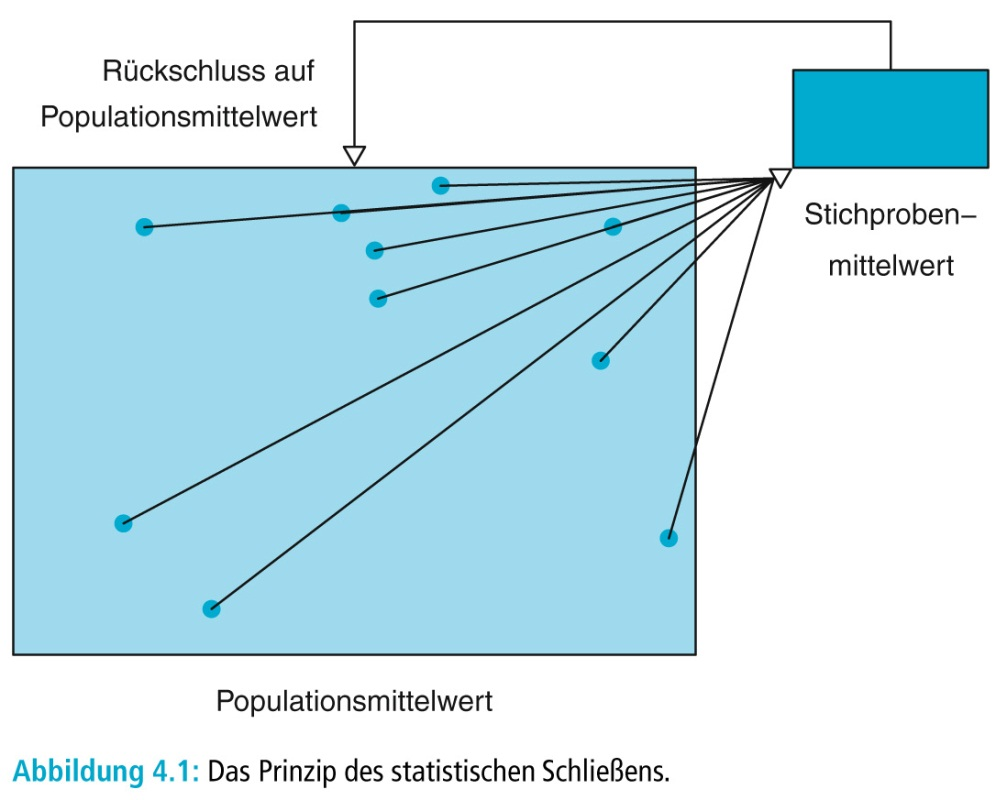 Rückschluss auf
Populationsmittelwert
Stichproben–
mittelwert
Populationsmittelwert
Abbildung 4.1: Das Prinzip des statistischen Schließens.